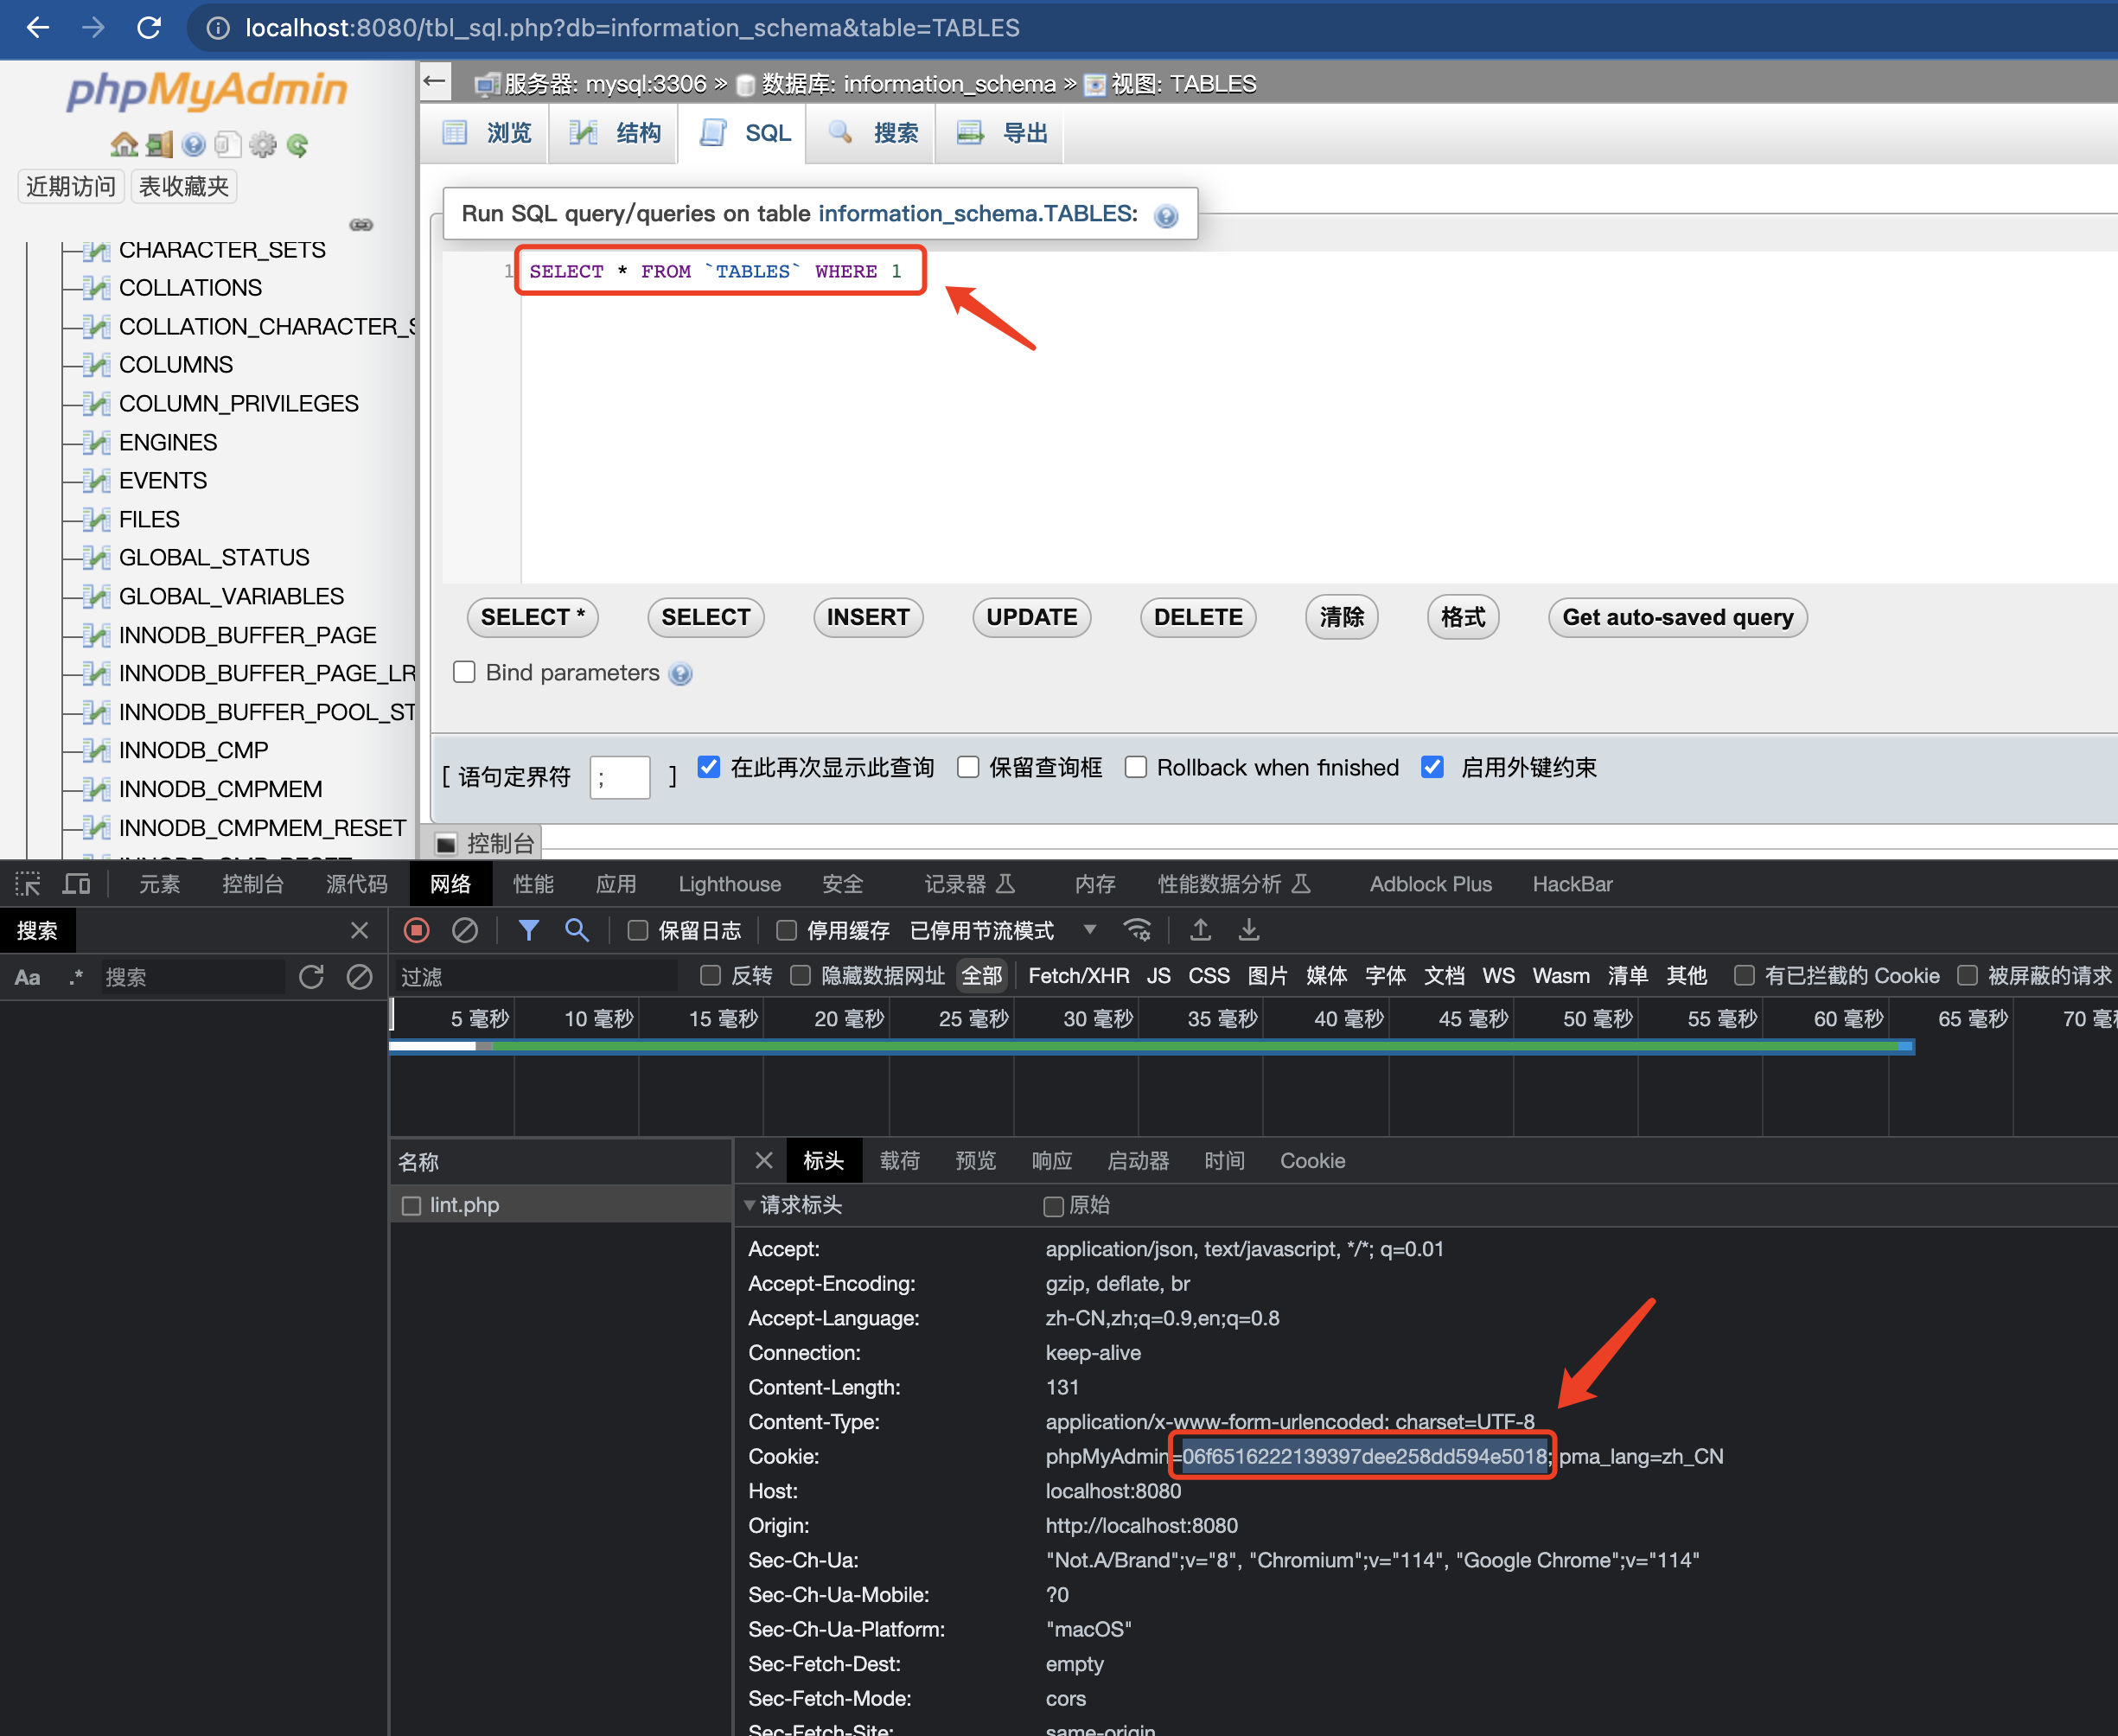 localhost:8080/tbl_sql.php?db=information_schema&table=TABLES
phpMyAdmin
近期访问 表收藏夹
CHARACTER_SETS
COLLATIONS
COLLATION_CHARACTER_S
COLUMNS
COLUMN_PRIVILEGES
ENGINES
EVENTS
FILES
GLOBAL_STATUS
GLOBAL_VARIABLES
INNODB_BUFFER_PAGE
INNODB_BUFFER_PAGE_LR
INNODB_BUFFER_POOL_ST
INNODB_CMP
INNODB_CMPMEM
INNODB_CMPMEM_RESET
INNODB_CMP_RESET
服务器: mysql:3306 » 数据库: information_schema » 视图: TABLES
浏览 结构 SQL 搜索 导出
Run SQL query/queries on table information_schema.TABLES:
1 SELECT * FROM `TABLES` WHERE 1
SELECT * SELECT INSERT UPDATE DELETE 清除 格式 Get auto-saved query
Bind parameters
[ 语句定界符 ; ] 在此再次显示此查询 保留查询框 Rollback when finished 启用外键约束
控制台
元素 控制台 源代码 网络 性能 应用 Lighthouse 安全 记录器 内存 性能数据分析 Adblock Plus HackBar
搜索 保留日志 停用缓存 已停用节流模式
Aa .* 搜索 过滤 反转 隐藏数据网址 全部 Fetch/XHR JS CSS 图片 媒体 字体 文档 WS Wasm 清单 其他 有已拦截的 Cookie 被屏蔽的请求
5 毫秒 10 毫秒 15 毫秒 20 毫秒 25 毫秒 30 毫秒 35 毫秒 40 毫秒 45 毫秒 50 毫秒 55 毫秒 60 毫秒 65 毫秒 70 毫秒
名称 标头 载荷 预览 响应 启动器 时间 Cookie
lint.php
请求标头 原始
Accept: application/json, text/javascript, */*; q=0.01
Accept-Encoding: gzip, deflate, br
Accept-Language: zh-CN,zh;q=0.9,en;q=0.8
Connection: keep-alive
Content-Length: 131
Content-Type: application/x-www-form-urlencoded; charset=UTF-8
Cookie: phpMyAdmin=06f6516222139397dee258dd594e5018; pma_lang=zh_CN
Host: localhost:8080
Origin: http://localhost:8080
Sec-Ch-Ua: "Not.A/Brand";v="8", "Chromium";v="114", "Google Chrome";v="114"
Sec-Ch-Ua-Mobile: ?0
Sec-Ch-Ua-Platform: "macOS"
Sec-Fetch-Dest: empty
Sec-Fetch-Mode: cors
Sec-Fetch-Site: same-origin